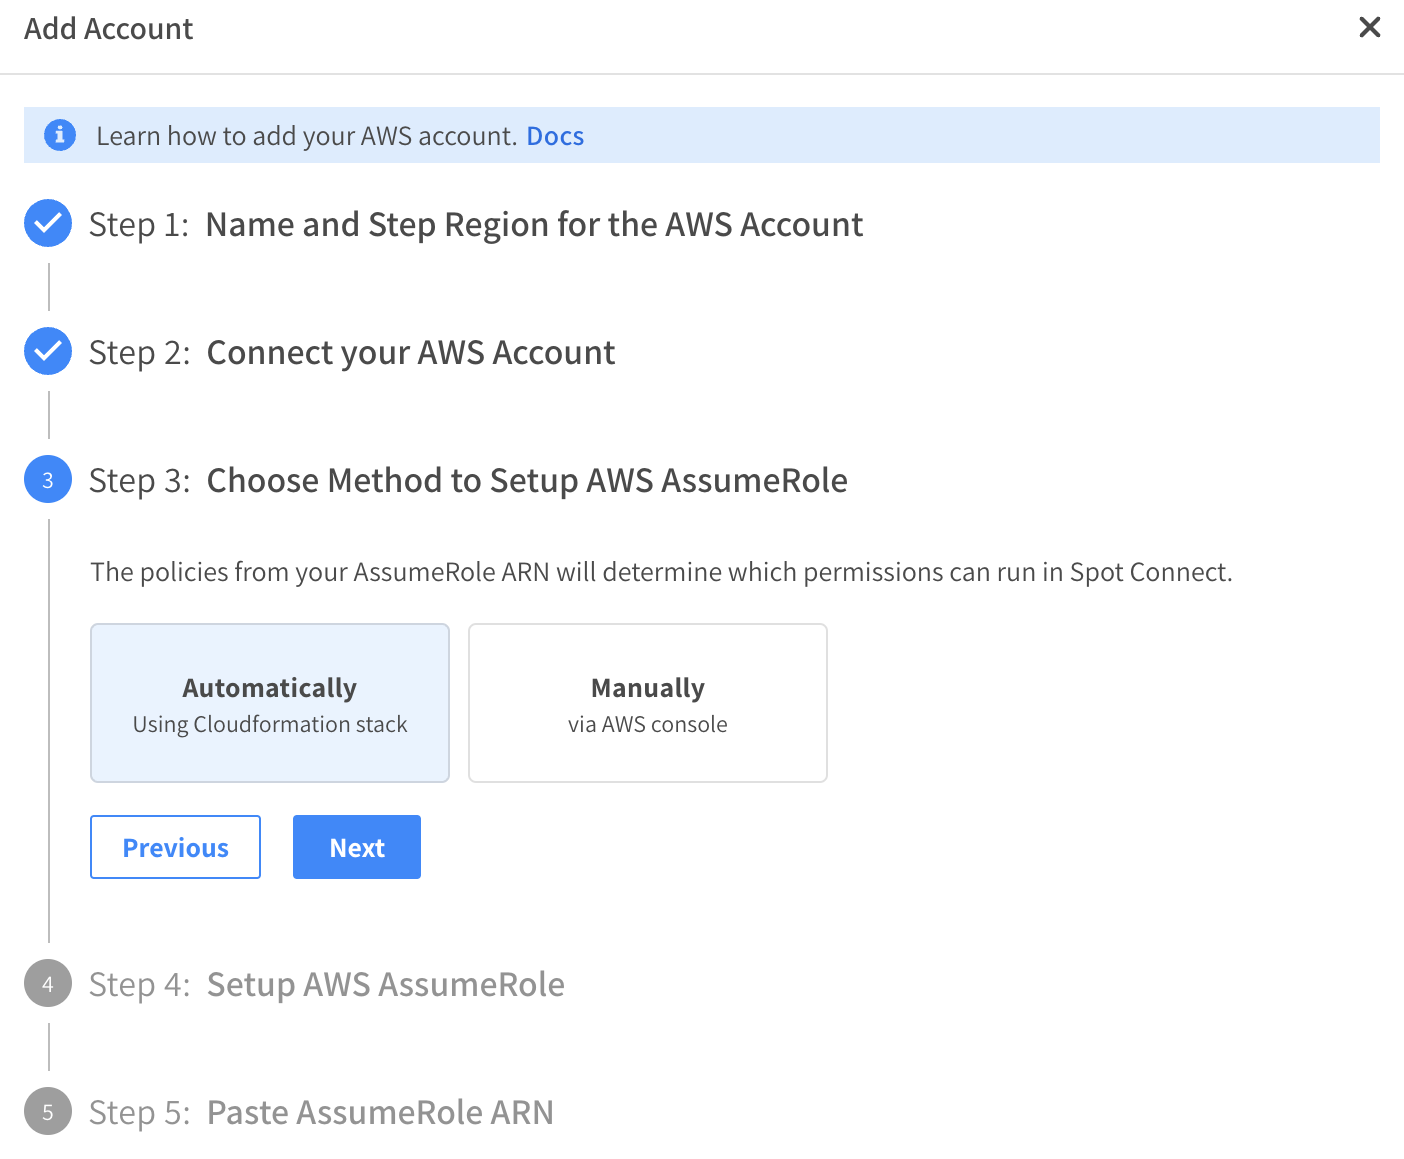 Add Account
Learn how to add your AWS account. Docs
Step 1: Name and Step Region for the AWS Account
Step 2: Connect your AWS Account
3 Step 3: Choose Method to Setup AWS AssumeRole
The policies from your AssumeRole ARN will determine which permissions can run in Spot Connect.
Automatically
Using Cloudformation stack
Manually
via AWS console
Previous Next
4 Step 4: Setup AWS AssumeRole
5 Step 5: Paste AssumeRole ARN